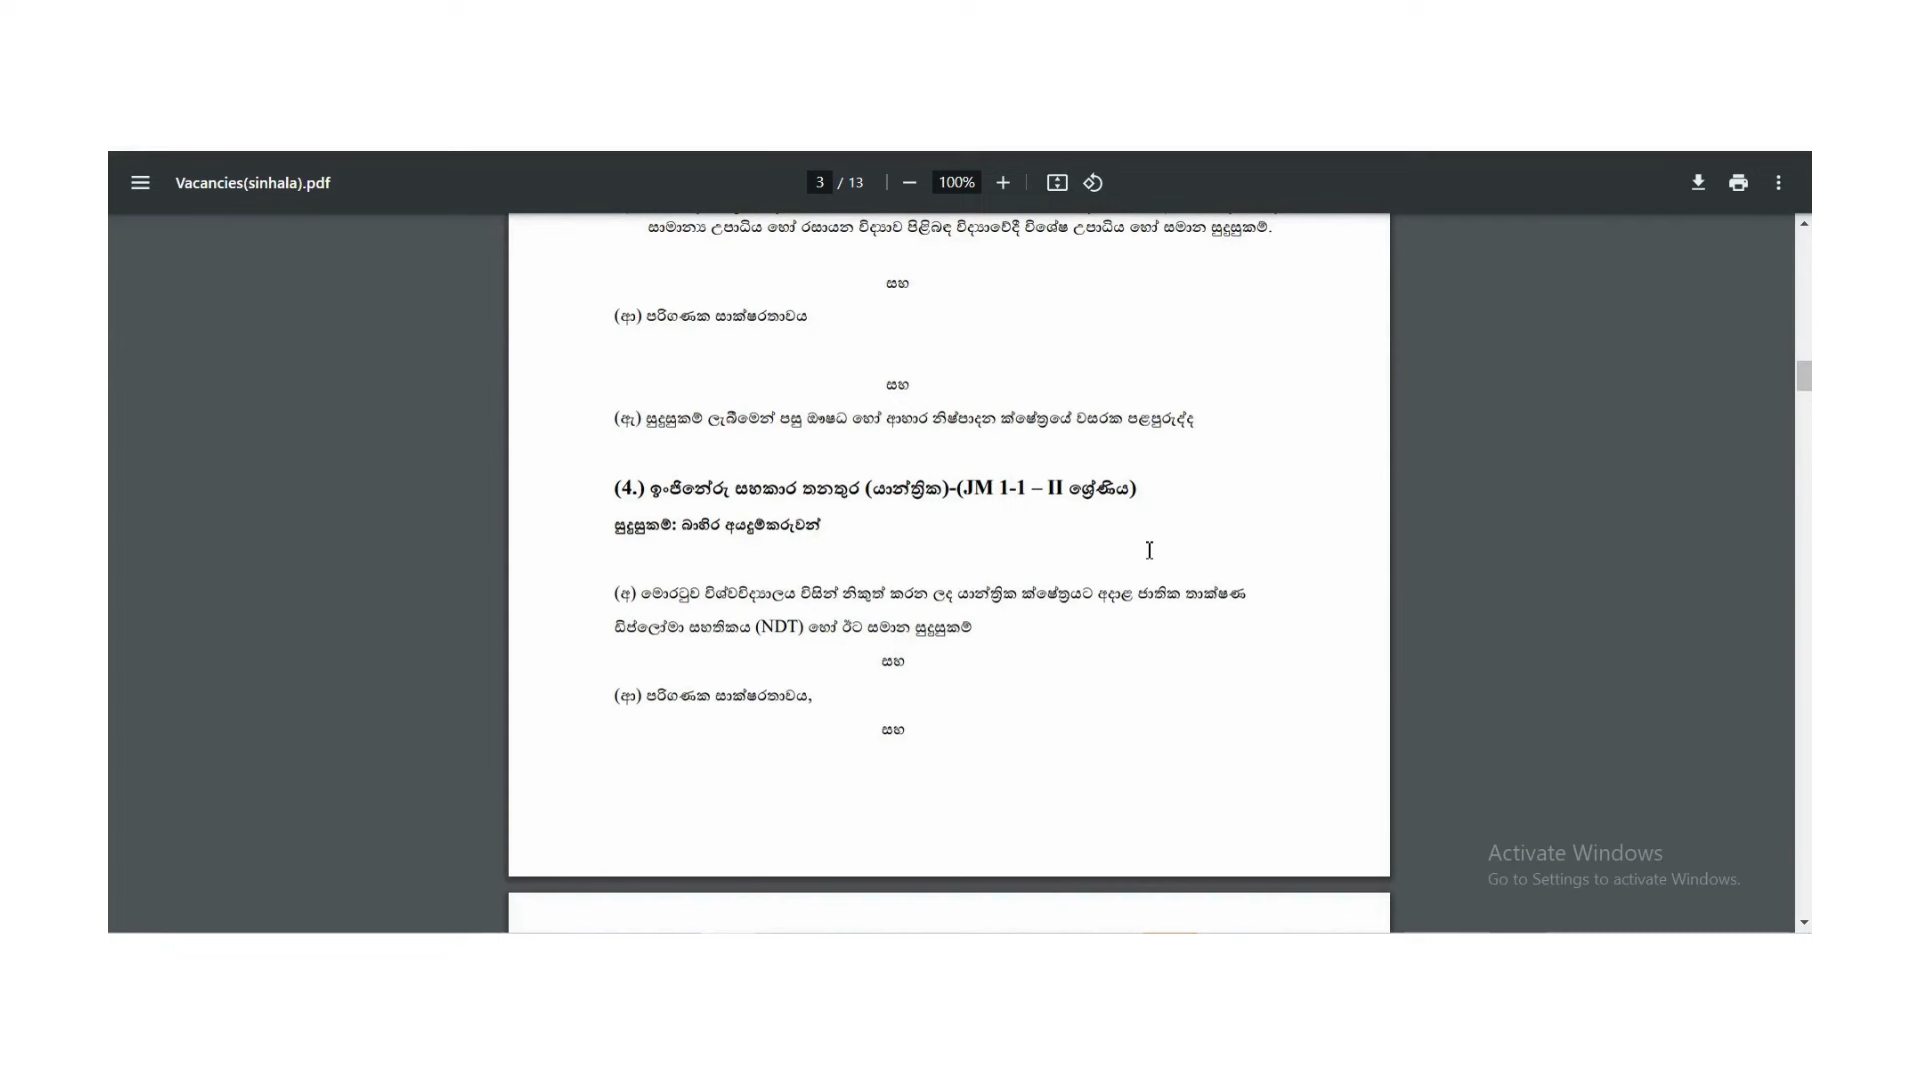 Vacancies(sinhala).pdf
3 / 13
100%
සාමාන්‍ය උපාධිය හෝ රසායන විද්‍යාව පිළිබඳ විද්‍යාවේදී විශේෂ උපාධිය හෝ සමාන සුදුසුකම්.
සහ
(ආ) පරිගණක සාක්ෂරතාවය
සහ
(ඇ) සුදුසුකම් ලැබීමෙන් පසු ඖෂධ හෝ ආහාර නිෂ්පාදන ක්ෂේත්‍රයේ වසරක පළපුරුද්ද
(4.) ඉංජිනේරු සහකාර තනතුර (යාන්ත්‍රික)-(JM 1-1 – II ශ්‍රේණිය)
සුදුසුකම්: බාහිර අයදුම්කරුවන්
(අ) මොරටුව විශ්වවිද්‍යාලය විසින් නිකුත් කරන ලද යාන්ත්‍රික ක්ෂේත්‍රයට අදාළ ජාතික තාක්ෂණ
ඩිප්ලෝමා සහතිකය (NDT) හෝ ඊට සමාන සුදුසුකම්
සහ
(ආ) පරිගණක සාක්ෂරතාවය,
සහ
Activate Windows
Go to Settings to activate Windows.